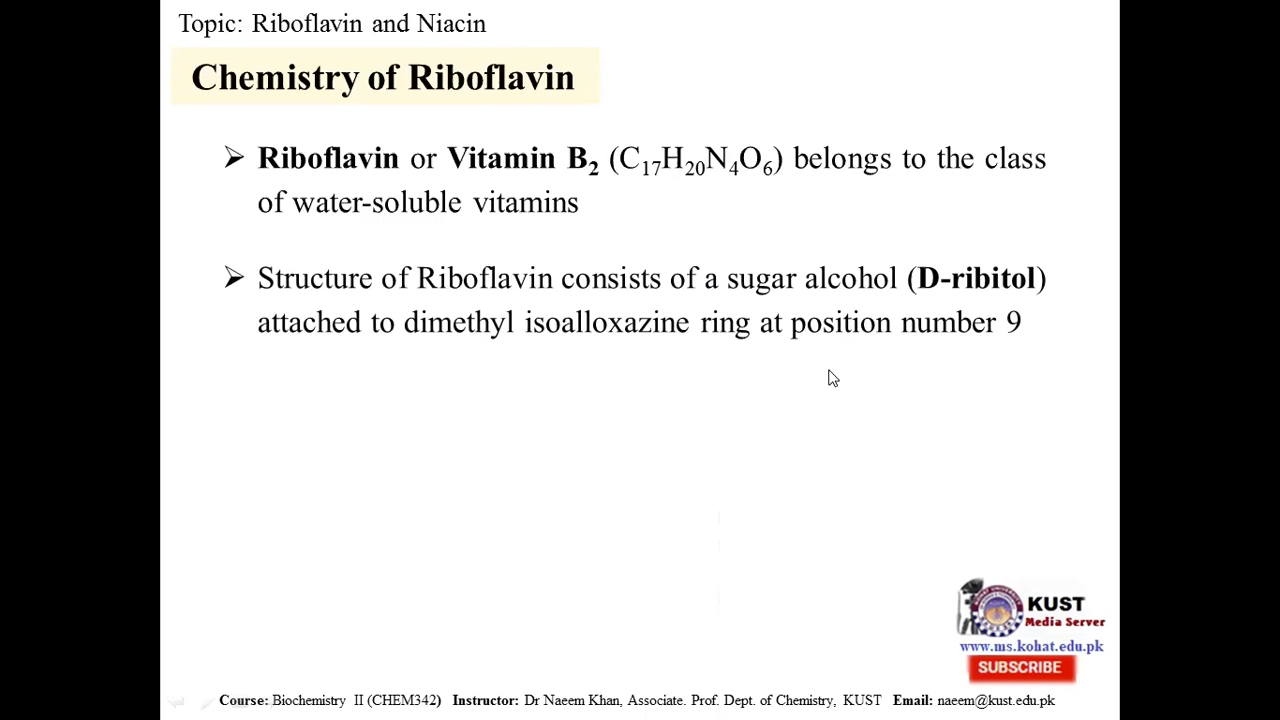 Topic: Riboflavin and Niacin
Chemistry of Riboflavin
➢ Riboflavin or Vitamin B₂ (C₁₇H₂₀N₄O₆) belongs to the class
of water-soluble vitamins
➢ Structure of Riboflavin consists of a sugar alcohol (D-ribitol)
attached to dimethyl isoalloxazine ring at position number 9
KUST
Media Server
www.ms.kohat.edu.pk
SUBSCRIBE
Course: Biochemistry II (CHEM342) Instructor: Dr Naeem Khan, Associate. Prof. Dept. of Chemistry, KUST Email: naeem@kust.edu.pk